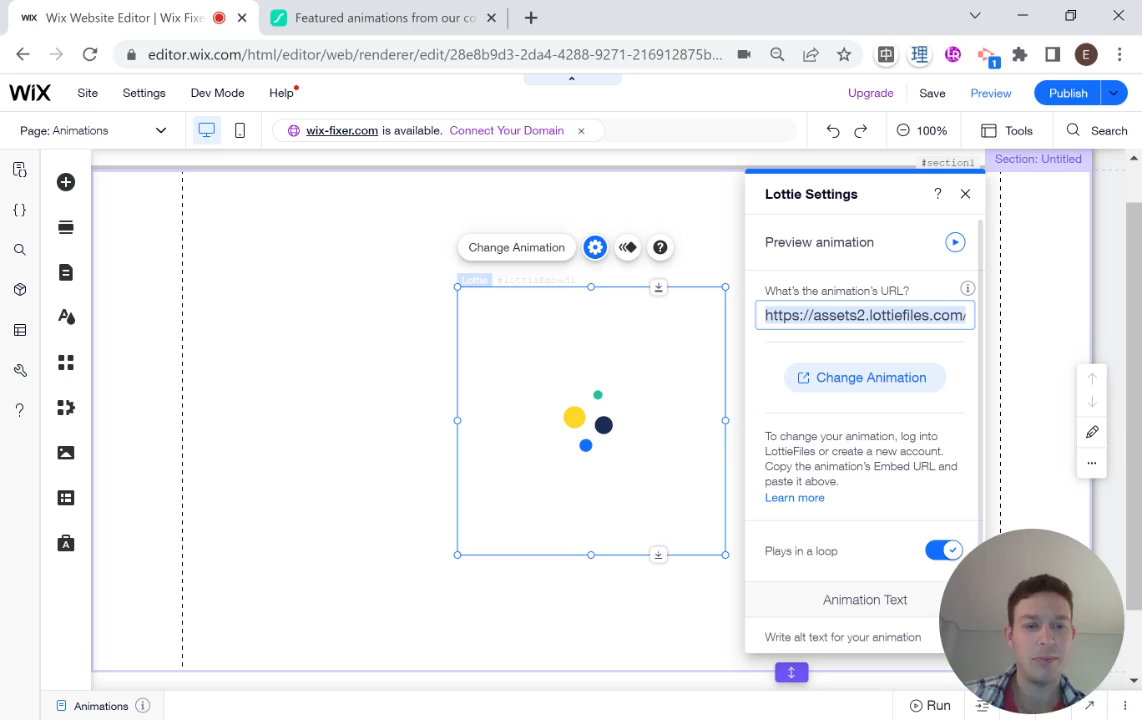 WiX Wix Website Editor | Wix Fixe
Featured animations from our co
editor.wix.com/html/editor/web/renderer/edit/28e8b9d3-2da4-4288-9271-216912875b...
1
E
WiX Site Settings Dev Mode Help Upgrade Save Preview Publish
Page: Animations
wix-fixer.com is available. Connect Your Domain
100% Tools Search
#section1
Section: Untitled
Lottie Settings ?
Change Animation
Preview animation
Lottie #lottieEmbed1
What's the animation's URL?
https://assets2.lottiefiles.com/
Change Animation
To change your animation, log into
LottieFiles or create a new account.
Copy the animation's Embed URL and
paste it above.
Learn more
Plays in a loop
Animation Text
Write alt text for your animation
Animations
Run